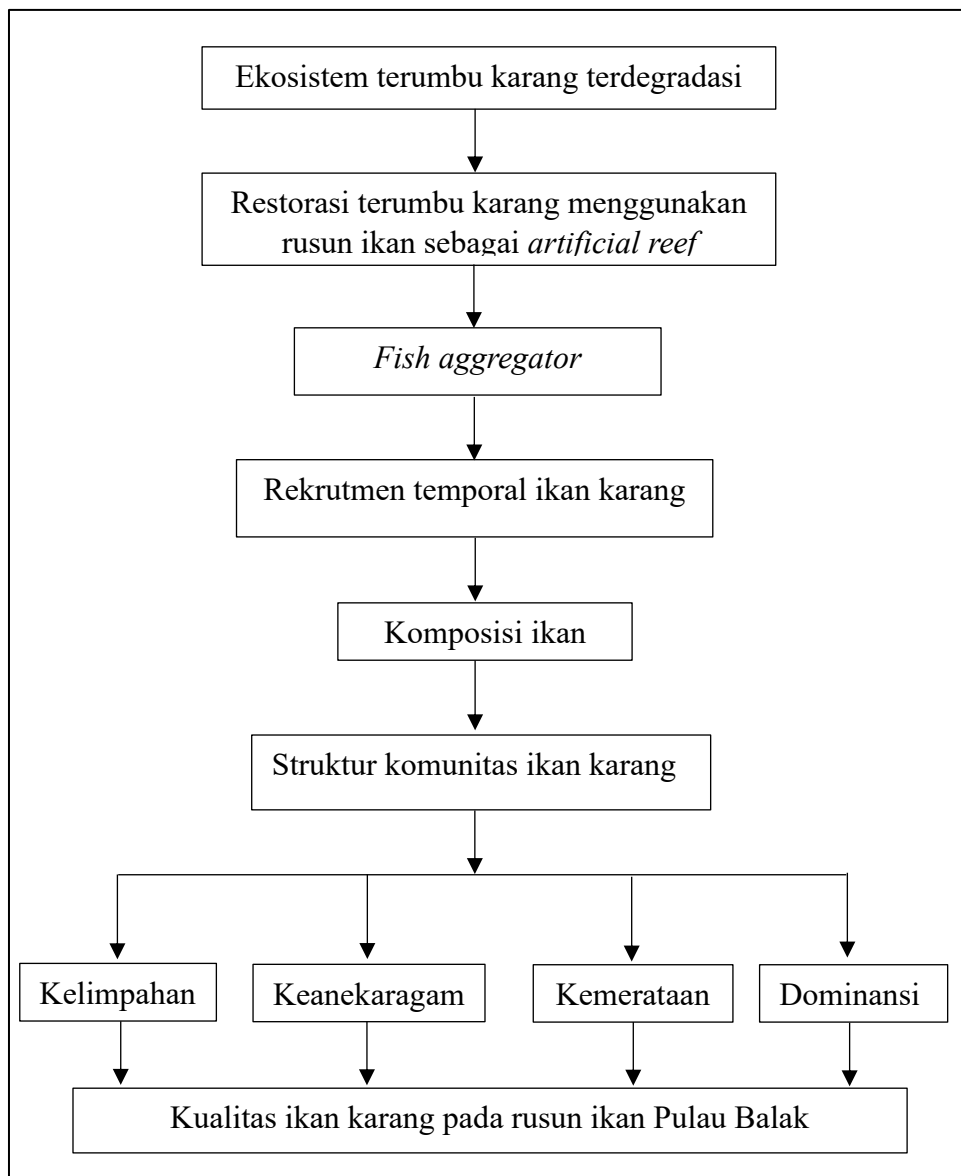 Ekosistem terumbu karang terdegradasi
Restorasi terumbu karang menggunakan
rusun ikan sebagai artificial reef
Fish aggregator
Rekrutmen temporal ikan karang
Komposisi ikan
Struktur komunitas ikan karang
Kelimpahan
Keanekaragam
Kemerataan
Dominansi
Kualitas ikan karang pada rusun ikan Pulau Balak